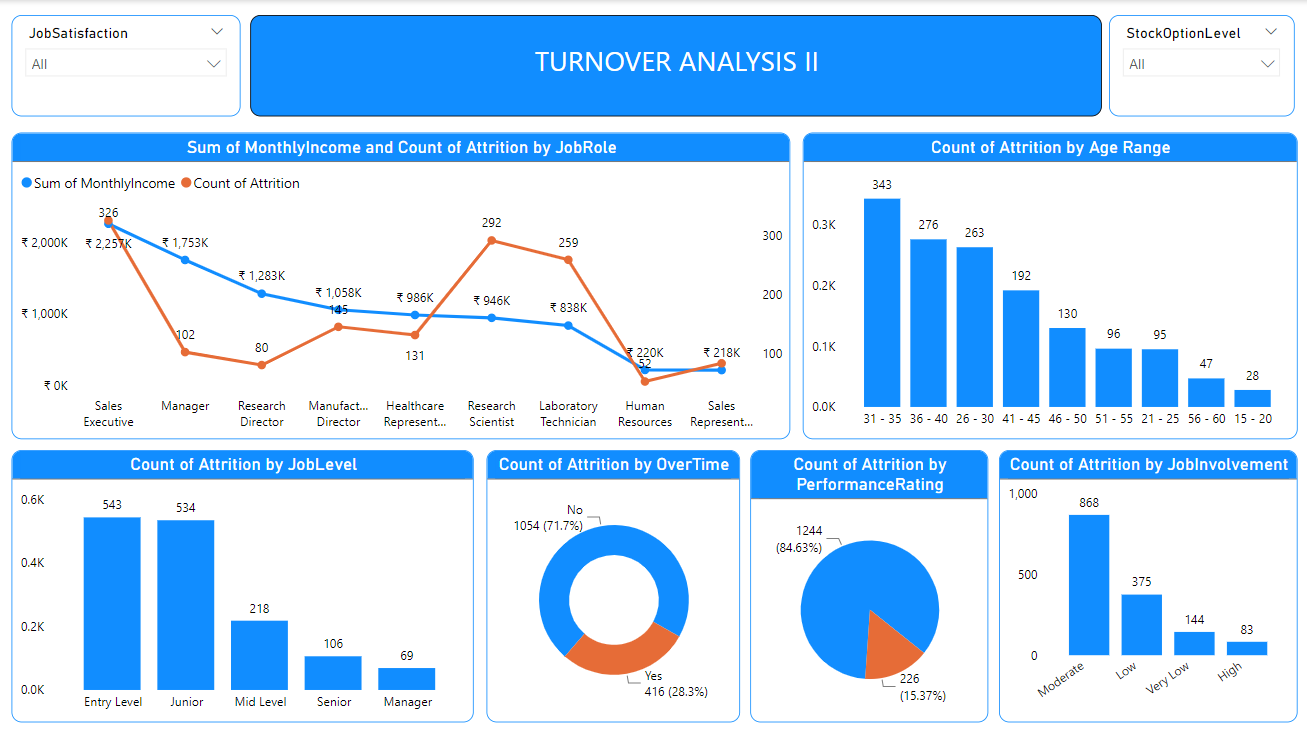 JobSatisfaction
All
TURNOVER ANALYSIS II
StockOptionLevel
All
Sum of MonthlyIncome and Count of Attrition by JobRole
Sum of MonthlyIncome Count of Attrition
₹ 2,000K
₹ 1,000K
₹ 0K
300
200
100
326
₹ 2,257K
₹ 1,753K
102
₹ 1,283K
80
₹ 1,058K
145
₹ 986K
131
292
₹ 946K
259
₹ 838K
₹ 220K
52
₹ 218K
Sales
Executive
Manager
Research
Director
Manufact...
Director
Healthcare
Represent...
Research
Scientist
Laboratory
Technician
Human
Resources
Sales
Represent...
Count of Attrition by Age Range
0.3K
0.2K
0.1K
0.0K
343
276
263
192
130
96
95
47
28
31 - 35
36 - 40
26 - 30
41 - 45
46 - 50
51 - 55
21 - 25
56 - 60
15 - 20
Count of Attrition by JobLevel
0.6K
0.4K
0.2K
0.0K
543
534
218
106
69
Entry Level
Junior
Mid Level
Senior
Manager
Count of Attrition by OverTime
No
1054 (71.7%)
Yes
416 (28.3%)
Count of Attrition by
PerformanceRating
1244
(84.63%)
226
(15.37%)
Count of Attrition by JobInvolvement
1,000
500
0
868
375
144
83
Moderate
Low
Very Low
High